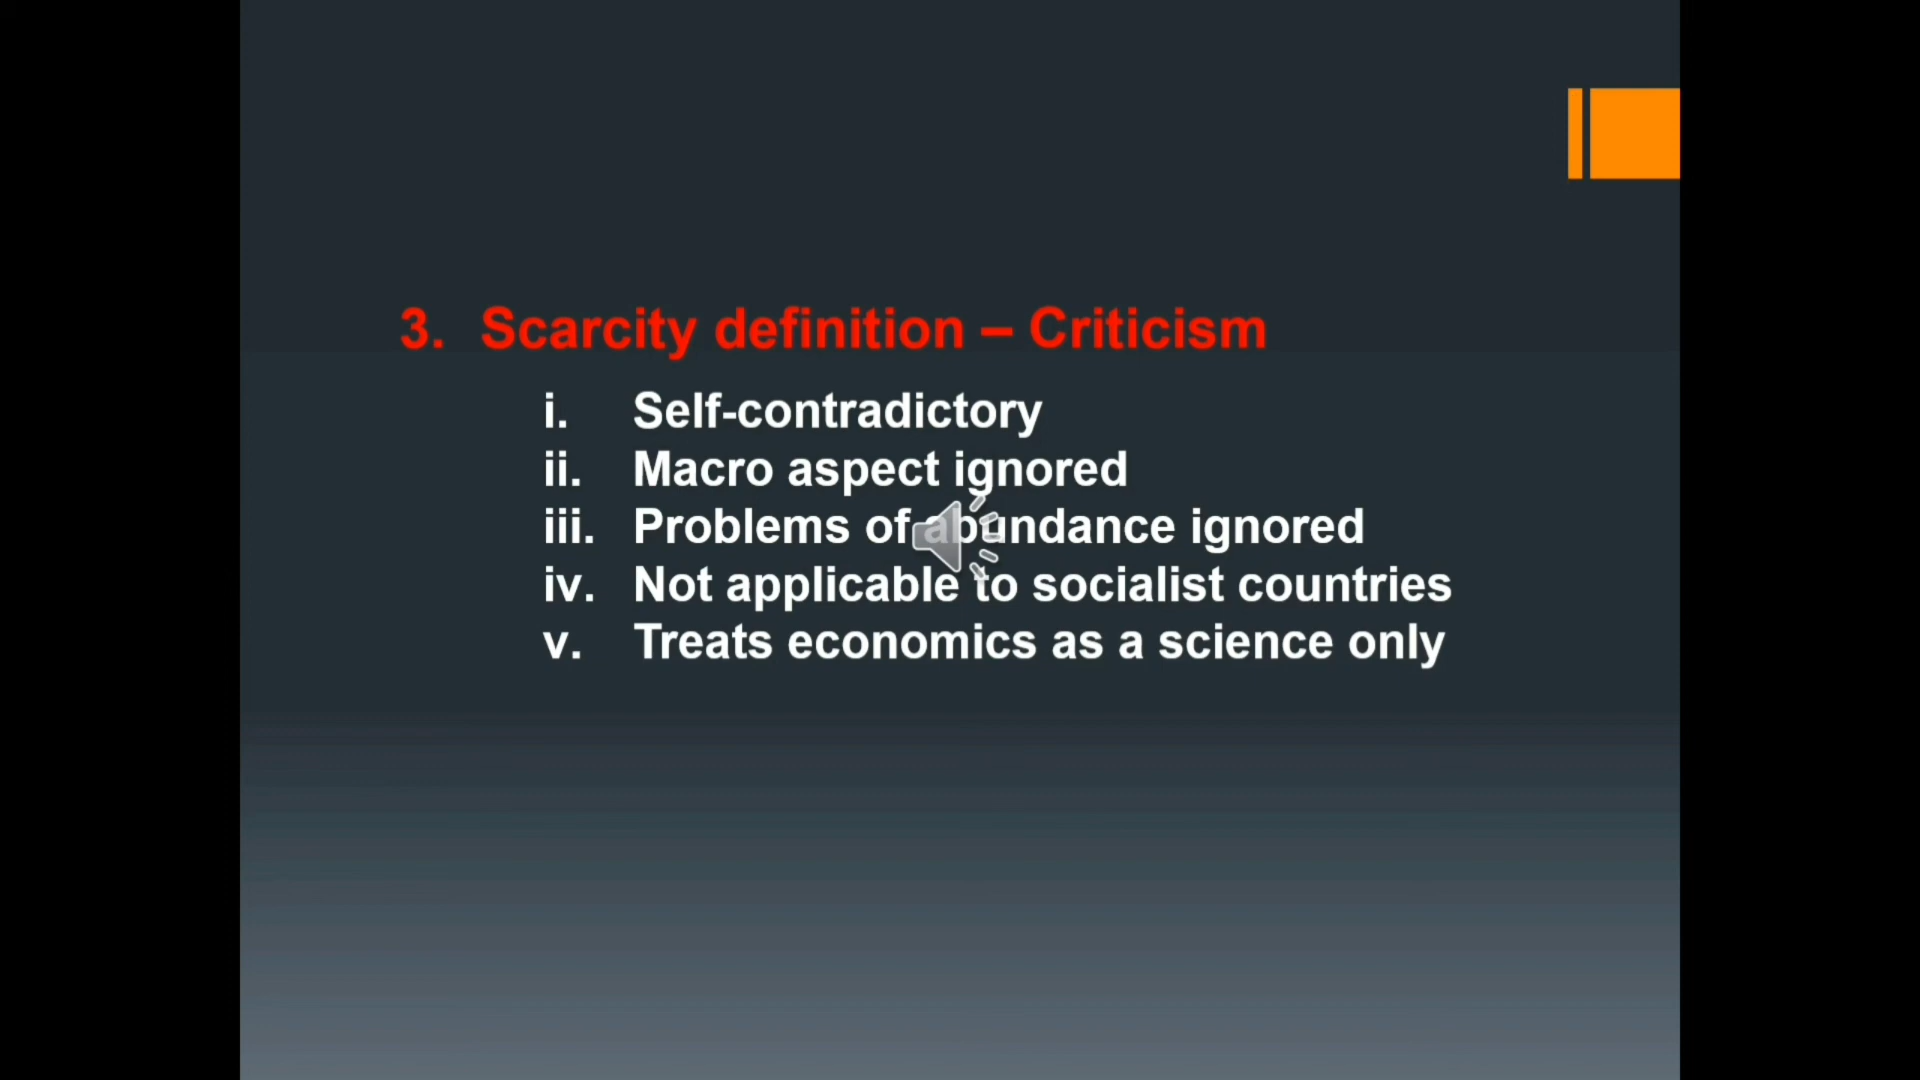 3. Scarcity definition – Criticism
i. Self-contradictory
ii. Macro aspect ignored
iii. Problems of abundance ignored
iv. Not applicable to socialist countries
v. Treats economics as a science only